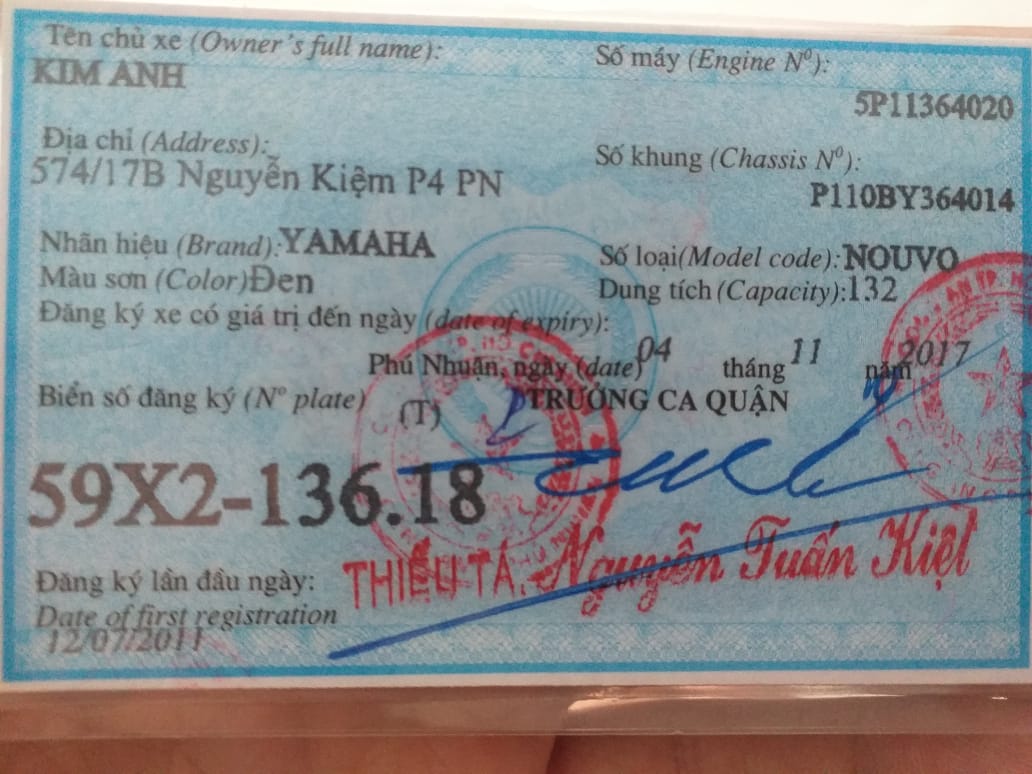 Tên chủ xe (Owner's full name):
KIM ANH
Số máy (Engine Nº):
5P11364020
Địa chỉ (Address):
574/17B Nguyễn Kiệm P4 PN
Số khung (Chassis Nº):
P110BY364014
Nhãn hiệu (Brand): YAMAHA
Số loại (Model code): NOUVO
Màu sơn (Color) Đen
Dung tích (Capacity): 132
Đăng ký xe có giá trị đến ngày (date of expiry):
Phú Nhuận, ngày (date) 04 tháng 11 năm 2017
Biển số đăng ký (Nº plate) (T) TRƯỞNG CA QUẬN
59X2-136.18
THIẾU TÁ. Nguyễn Tuấn Kiệt
Đăng ký lần đầu ngày:
Date of first registration
12/07/2011